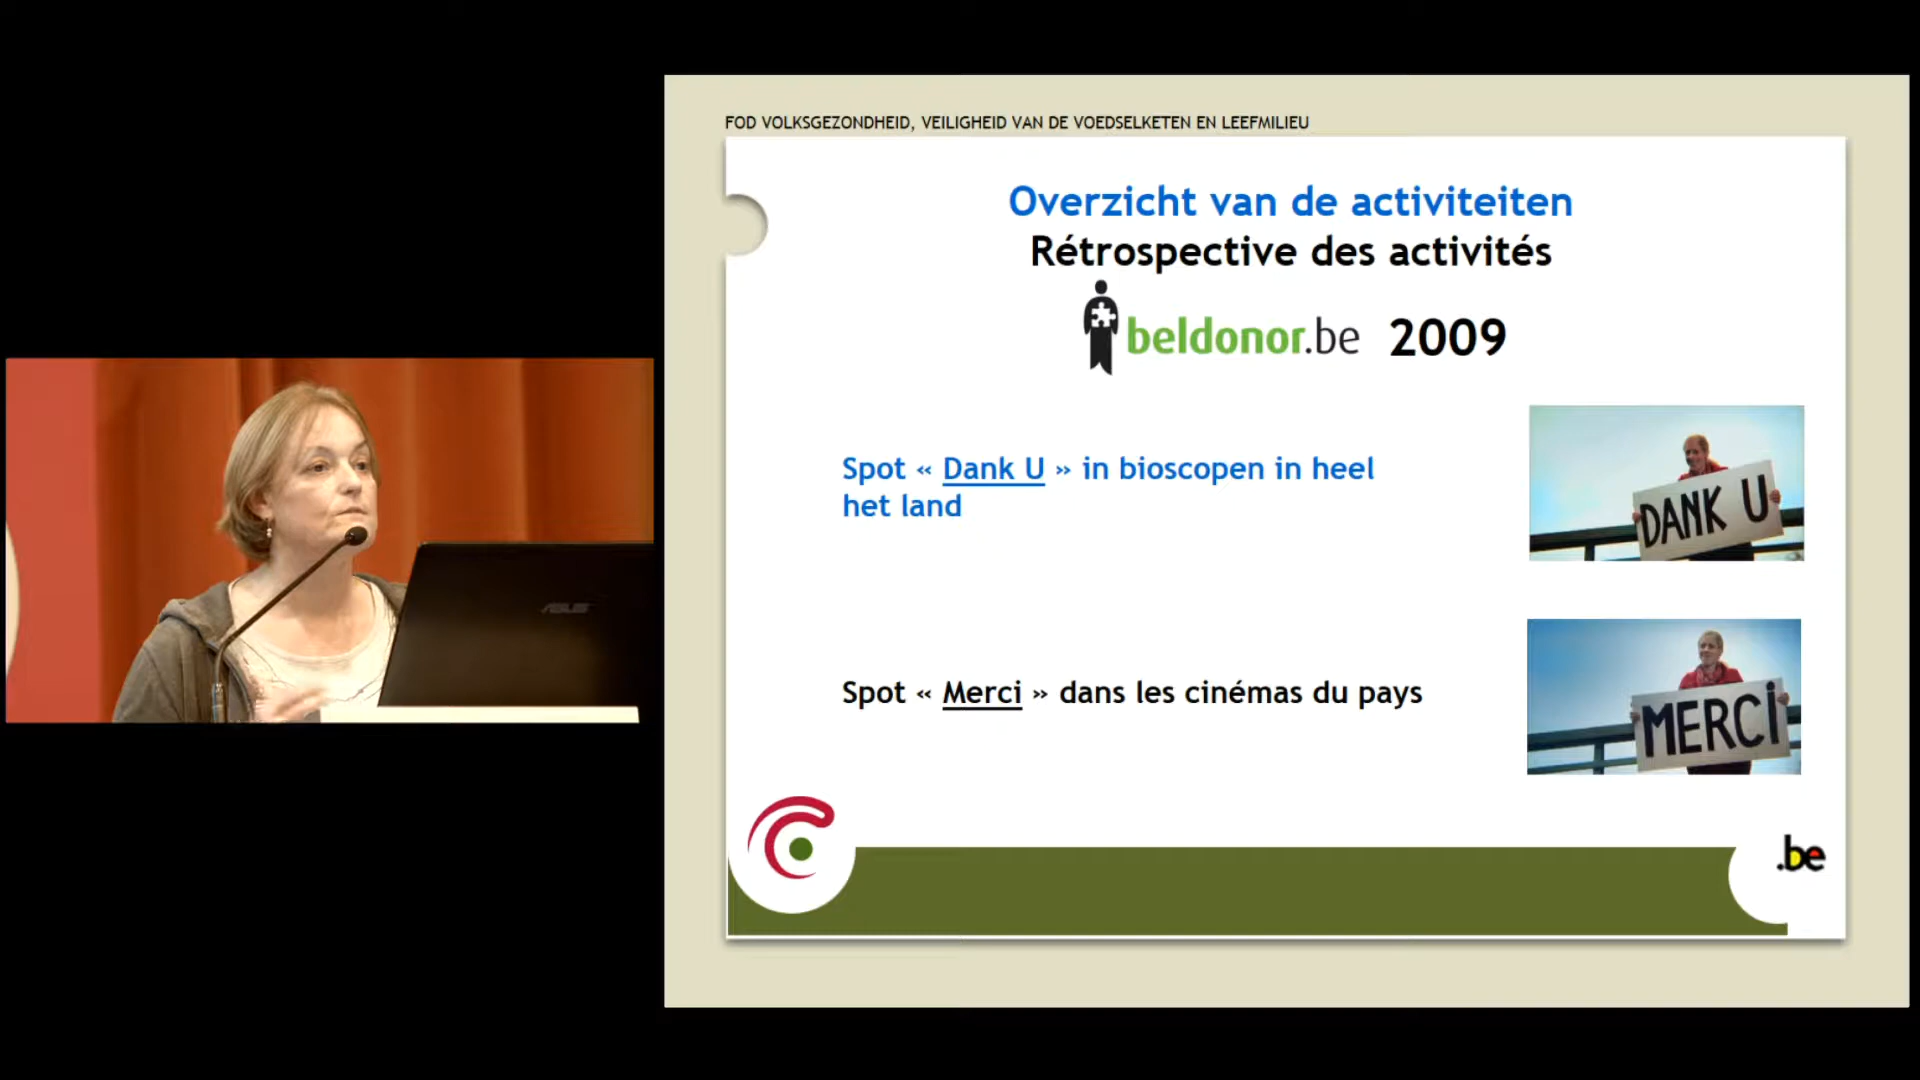 FOD VOLKSGEZONDHEID, VEILIGHEID VAN DE VOEDSELKETEN EN LEEFMILIEU
Overzicht van de activiteiten
Rétrospective des activités
beldonor.be 2009
Spot « Dank U » in bioscopen in heel
het land
DANK U
Spot « Merci » dans les cinémas du pays
MERCI
.be
ASUS